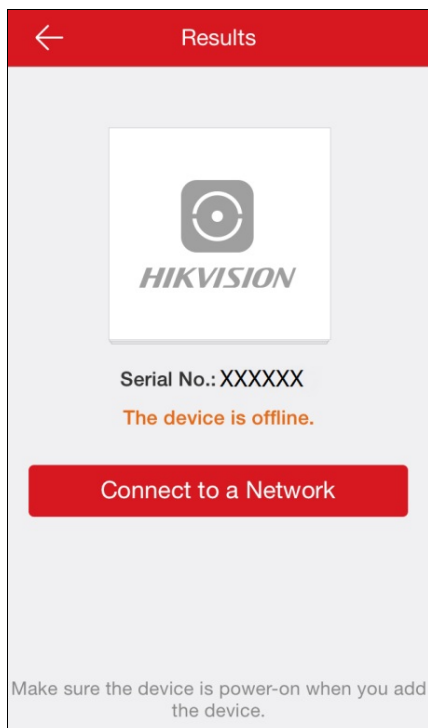 Results
HIKVISION
Serial No.: XXXXXX
The device is offline.
Connect to a Network
Make sure the device is power-on when you add
the device.